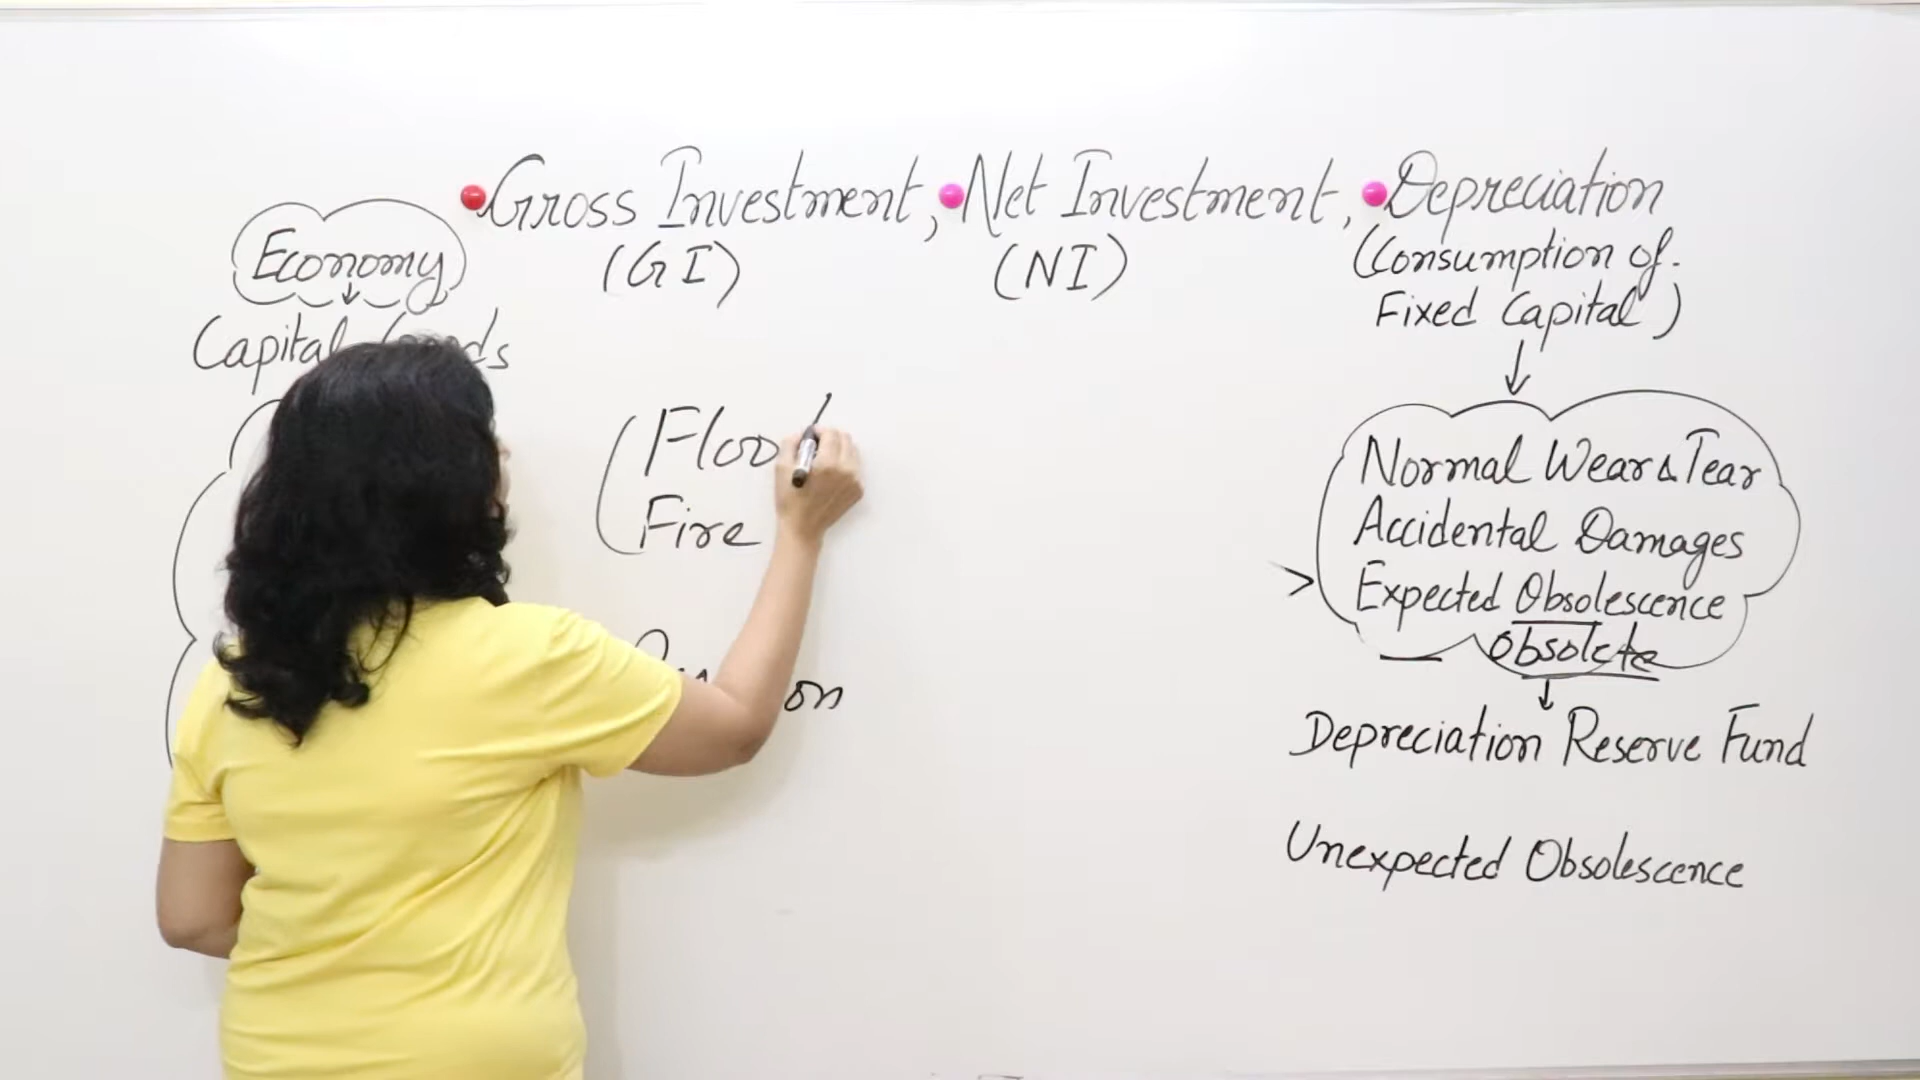 Gross Investment, Net Investment, Depreciation
(GI) (NI) (Consumption of
Fixed Capital)
Economy
Capital Goods
Floo
Fire
on
Normal Wear & Tear
Accidental Damages
Expected Obsolescence
Obsolete
Depreciation Reserve Fund
Unexpected Obsolescence